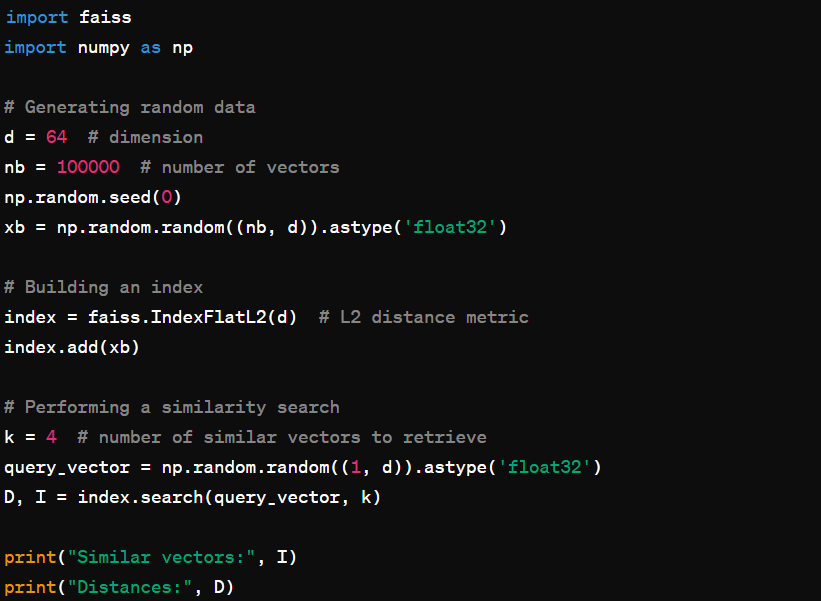 import faiss
import numpy as np
# Generating random data
d = 64  # dimension
nb = 100000  # number of vectors
np.random.seed(0)
xb = np.random.random((nb, d)).astype('float32')
# Building an index
index = faiss.IndexFlatL2(d)  # L2 distance metric
index.add(xb)
# Performing a similarity search
k = 4  # number of similar vectors to retrieve
query_vector = np.random.random((1, d)).astype('float32')
D, I = index.search(query_vector, k)
print("Similar vectors:", I)
print("Distances:", D)